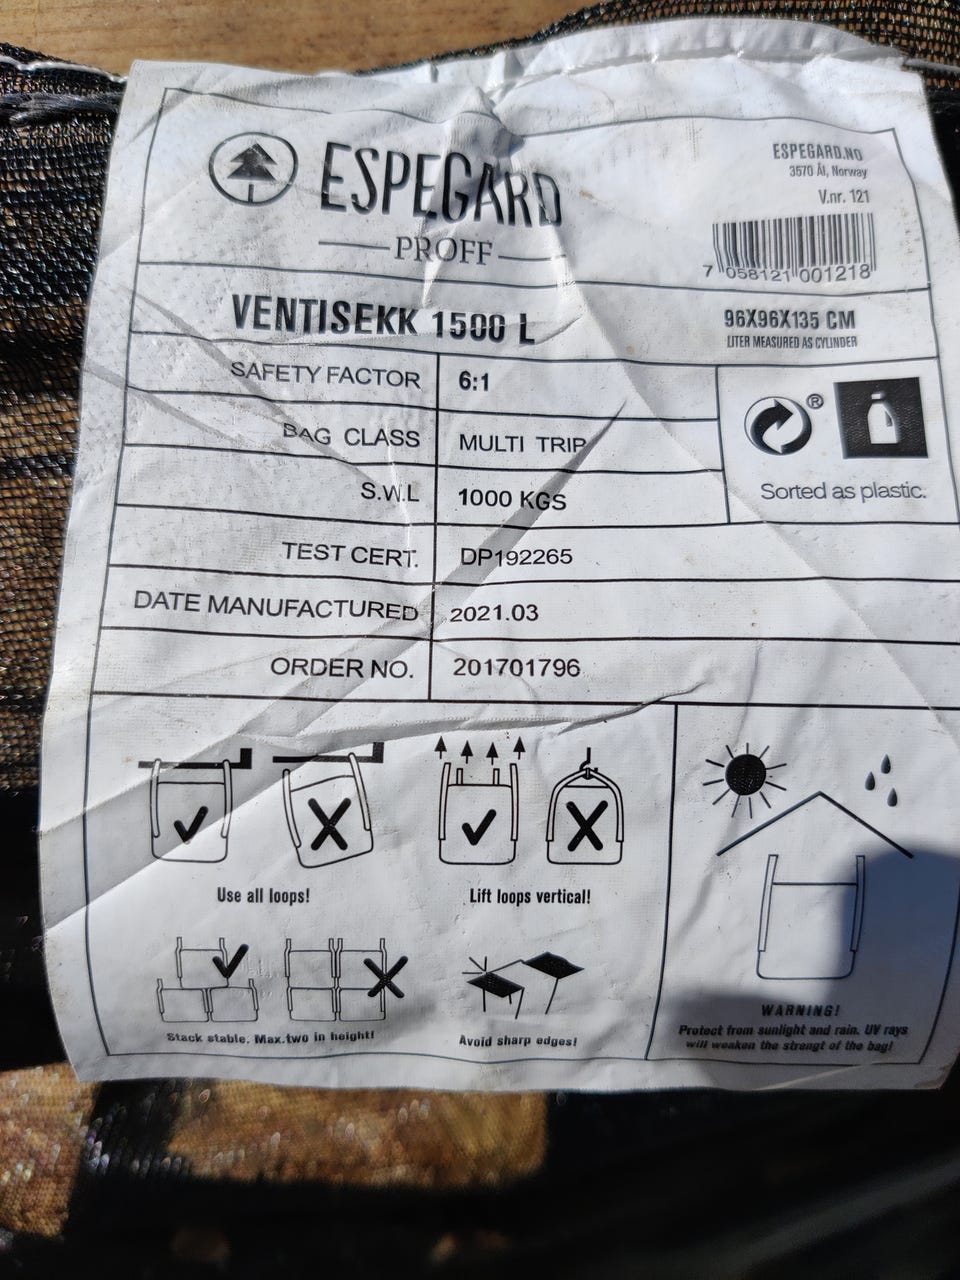 ESPEGARD
PROFF
ESPEGARD.NO
3570 Ål, Norway
V.nr. 121
7 058121 001218
VENTISEKK 1500 L
96X96X135 CM
LITER MEASURED AS CYLINDER
SAFETY FACTOR 6:1
BAG CLASS MULTI TRIP
S.W.L 1000 KGS
®
Sorted as plastic.
TEST CERT. DP192265
DATE MANUFACTURED 2021.03
ORDER NO. 201701796
Use all loops!
Lift loops vertical!
Stack stable. Max.two in height!
Avoid sharp edges!
WARNING!
Protect from sunlight and rain. UV rays
will weaken the strengt of the bag!